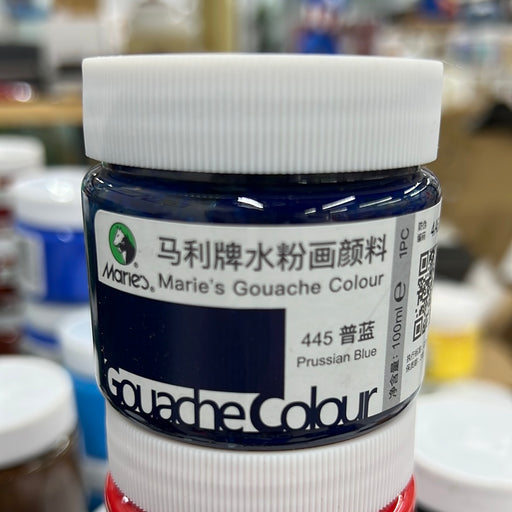 马利牌水粉画颜料
Marie's®
Marie's Gouache Colour
445 普蓝
Prussian Blue
Gouache Colour
净含量: 100ml ℮ 1PC